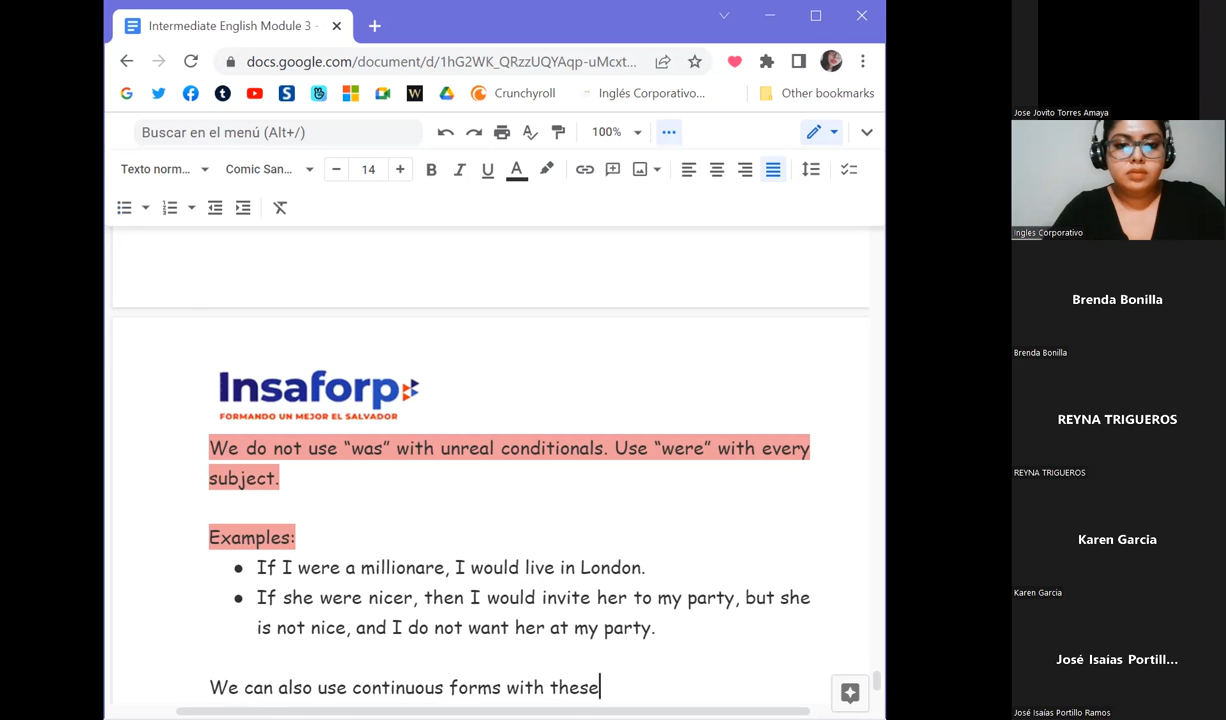 Intermediate English Module 3 -
docs.google.com/document/d/1hG2WK_QRzzUQYAqp-uMcxt...
Crunchyroll
Inglés Corporativo...
Other bookmarks
Buscar en el menú (Alt+/)
100%
Texto norm...
Comic San...
14
Insaforp
FORMANDO UN MEJOR EL SALVADOR
We do not use “was” with unreal conditionals. Use “were” with every
subject.
Examples:
● If I were a millionare, I would live in London.
● If she were nicer, then I would invite her to my party, but she
is not nice, and I do not want her at my party.
We can also use continuous forms with these
Jose Jovito Torres Amaya
Ingles Corporativo
Brenda Bonilla
Brenda Bonilla
REYNA TRIGUEROS
REYNA TRIGUEROS
Karen García
Karen Garcia
José Isaías Portill...
José Isaías Portillo Ramos